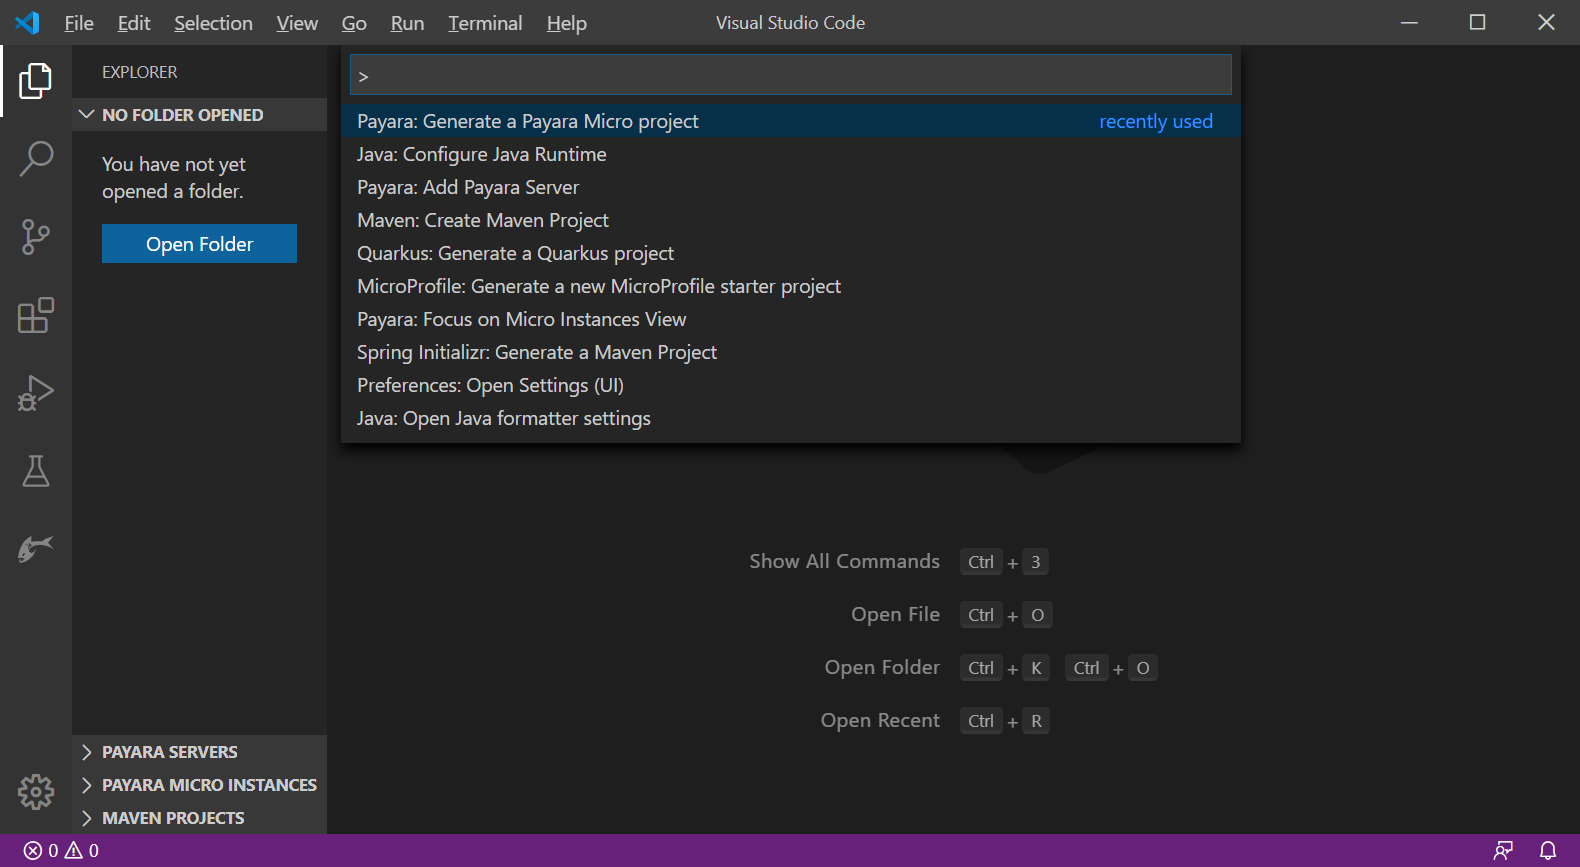 File Edit Selection View Go Run Terminal Help Visual Studio Code
EXPLORER
NO FOLDER OPENED
You have not yet
opened a folder.
Open Folder
>
Payara: Generate a Payara Micro project recently used
Java: Configure Java Runtime
Payara: Add Payara Server
Maven: Create Maven Project
Quarkus: Generate a Quarkus project
MicroProfile: Generate a new MicroProfile starter project
Payara: Focus on Micro Instances View
Spring Initializr: Generate a Maven Project
Preferences: Open Settings (UI)
Java: Open Java formatter settings
Show All Commands Ctrl + 3
Open File Ctrl + O
Open Folder Ctrl + K Ctrl + O
Open Recent Ctrl + R
PAYARA SERVERS
PAYARA MICRO INSTANCES
MAVEN PROJECTS
0 0